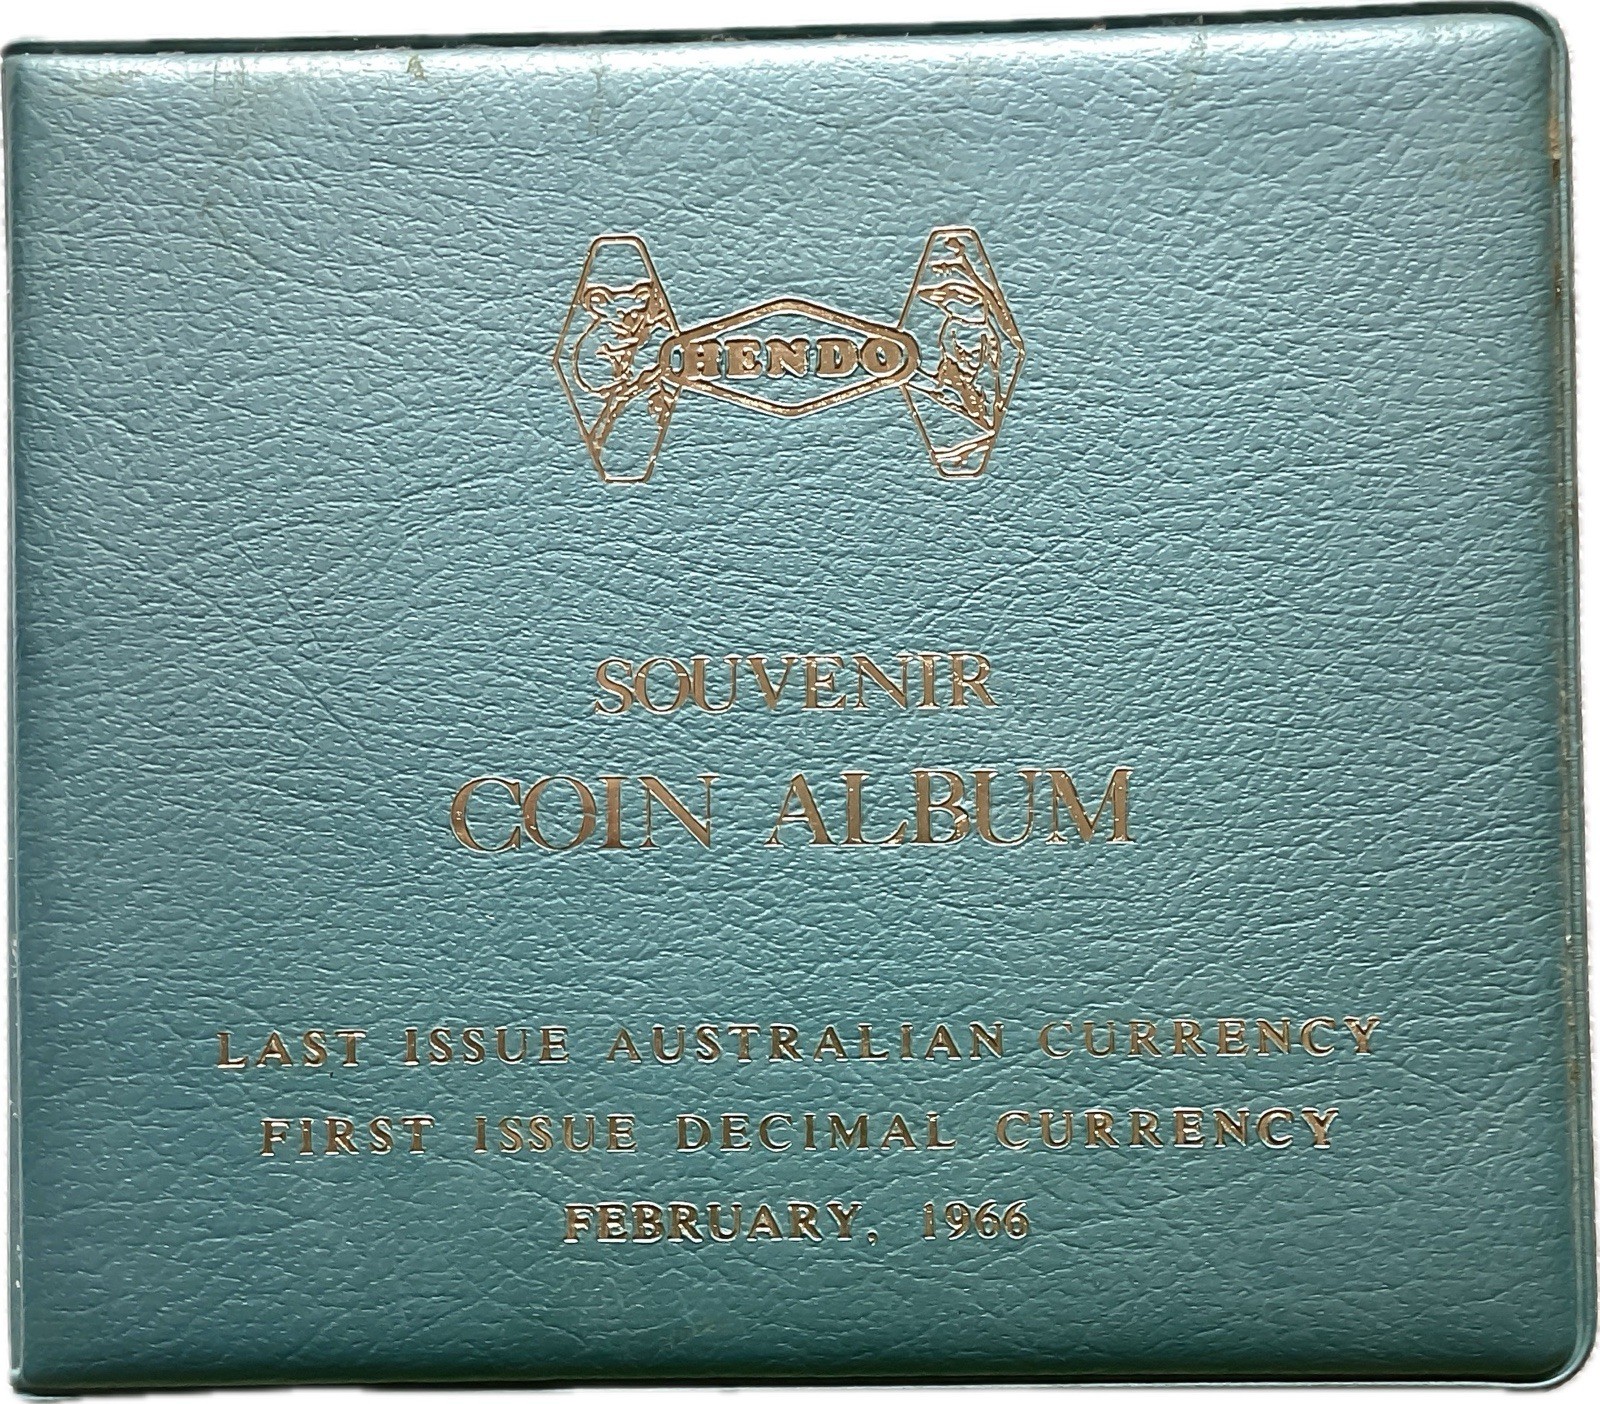 HENDO
SOUVENIR
COIN ALBUM
LAST ISSUE AUSTRALIAN CURRENCY
FIRST ISSUE DECIMAL CURRENCY
FEBRUARY, 1966